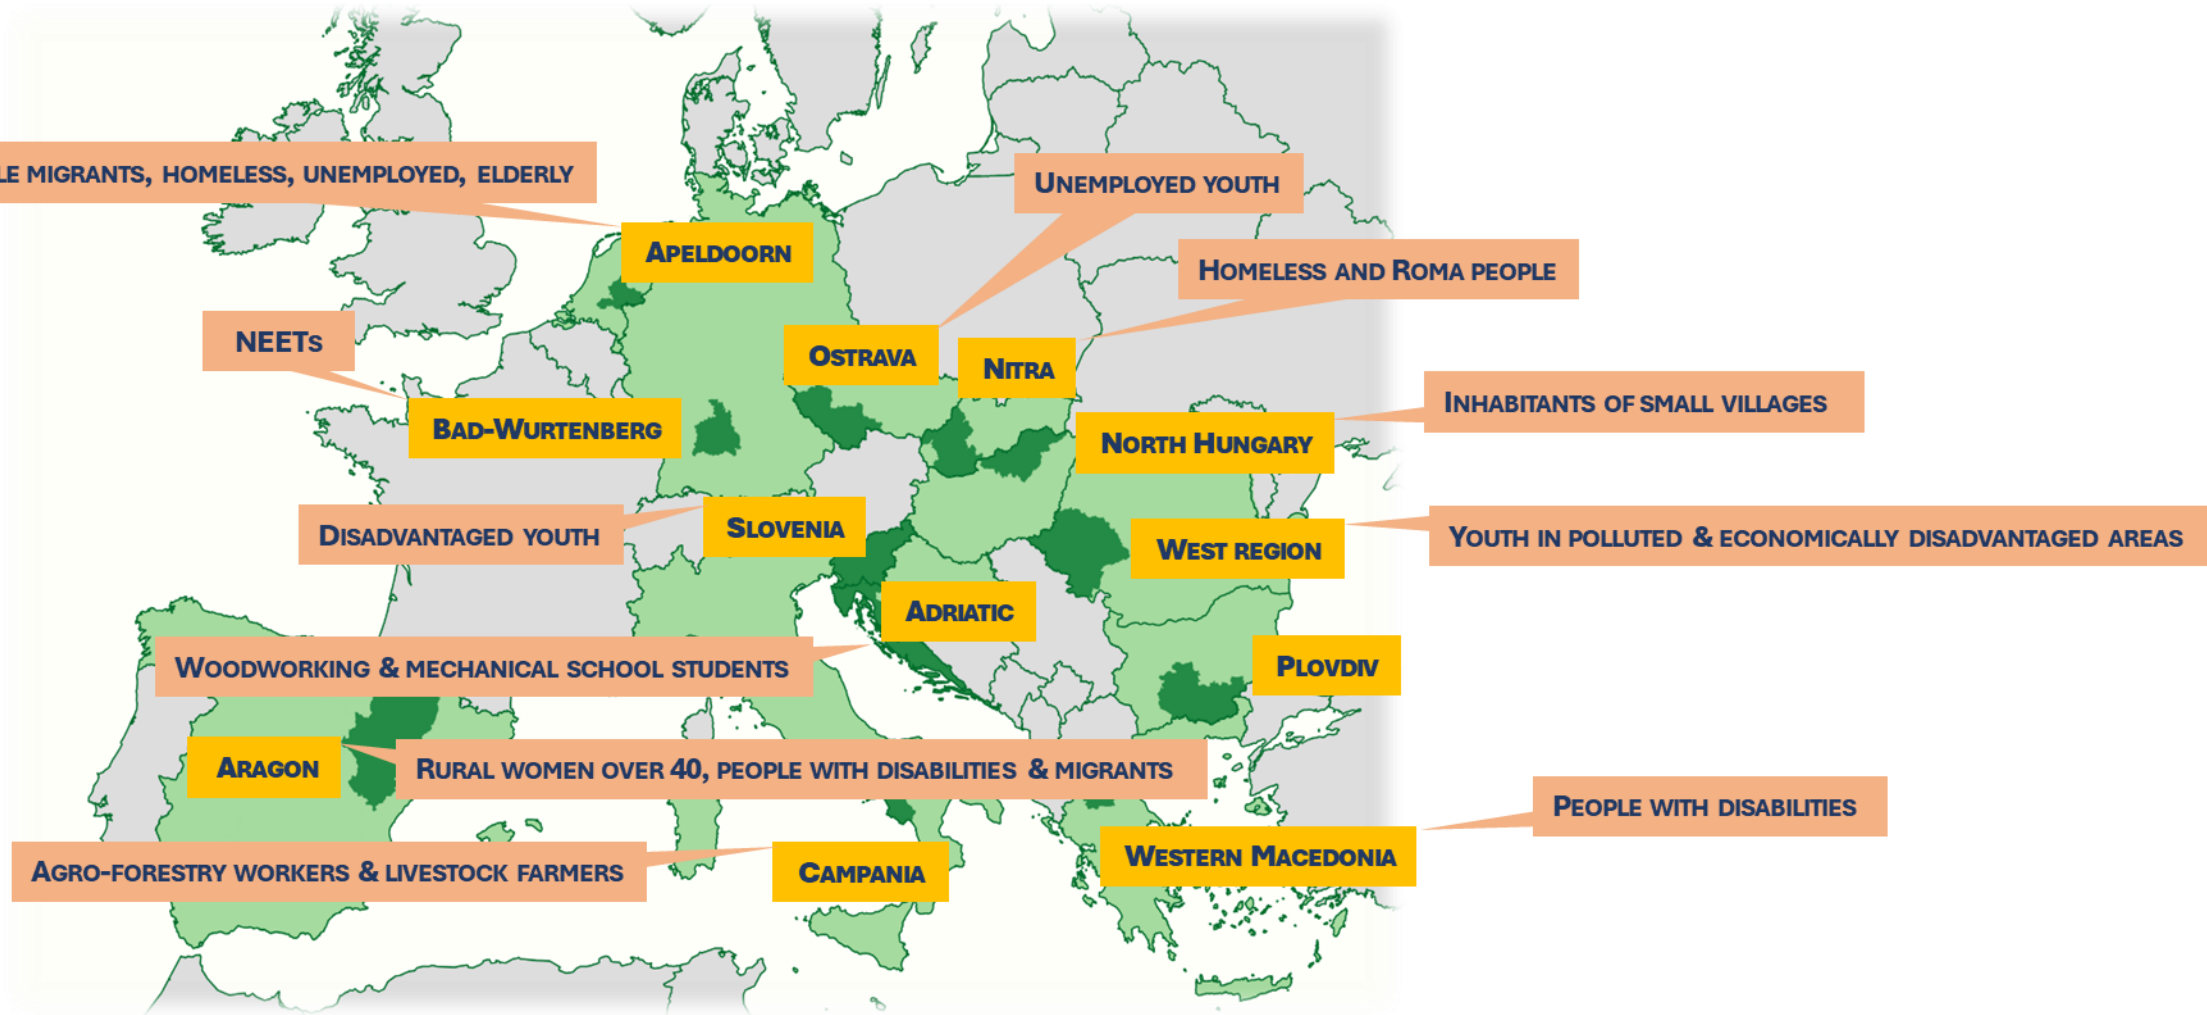 MIGRANTS, HOMELESS, UNEMPLOYED, ELDERLY
UNEMPLOYED YOUTH
APELDOORN
HOMELESS AND ROMA PEOPLE
NEETs
OSTRAVA
NITRA
INHABITANTS OF SMALL VILLAGES
BAD-WURTENBERG
NORTH HUNGARY
DISADVANTAGED YOUTH
SLOVENIA
WEST REGION
YOUTH IN POLLUTED & ECONOMICALLY DISADVANTAGED AREAS
ADRIATIC
WOODWORKING & MECHANICAL SCHOOL STUDENTS
PLOVDIV
ARAGON
RURAL WOMEN OVER 40, PEOPLE WITH DISABILITIES & MIGRANTS
PEOPLE WITH DISABILITIES
WESTERN MACEDONIA
AGRO-FORESTRY WORKERS & LIVESTOCK FARMERS
CAMPANIA